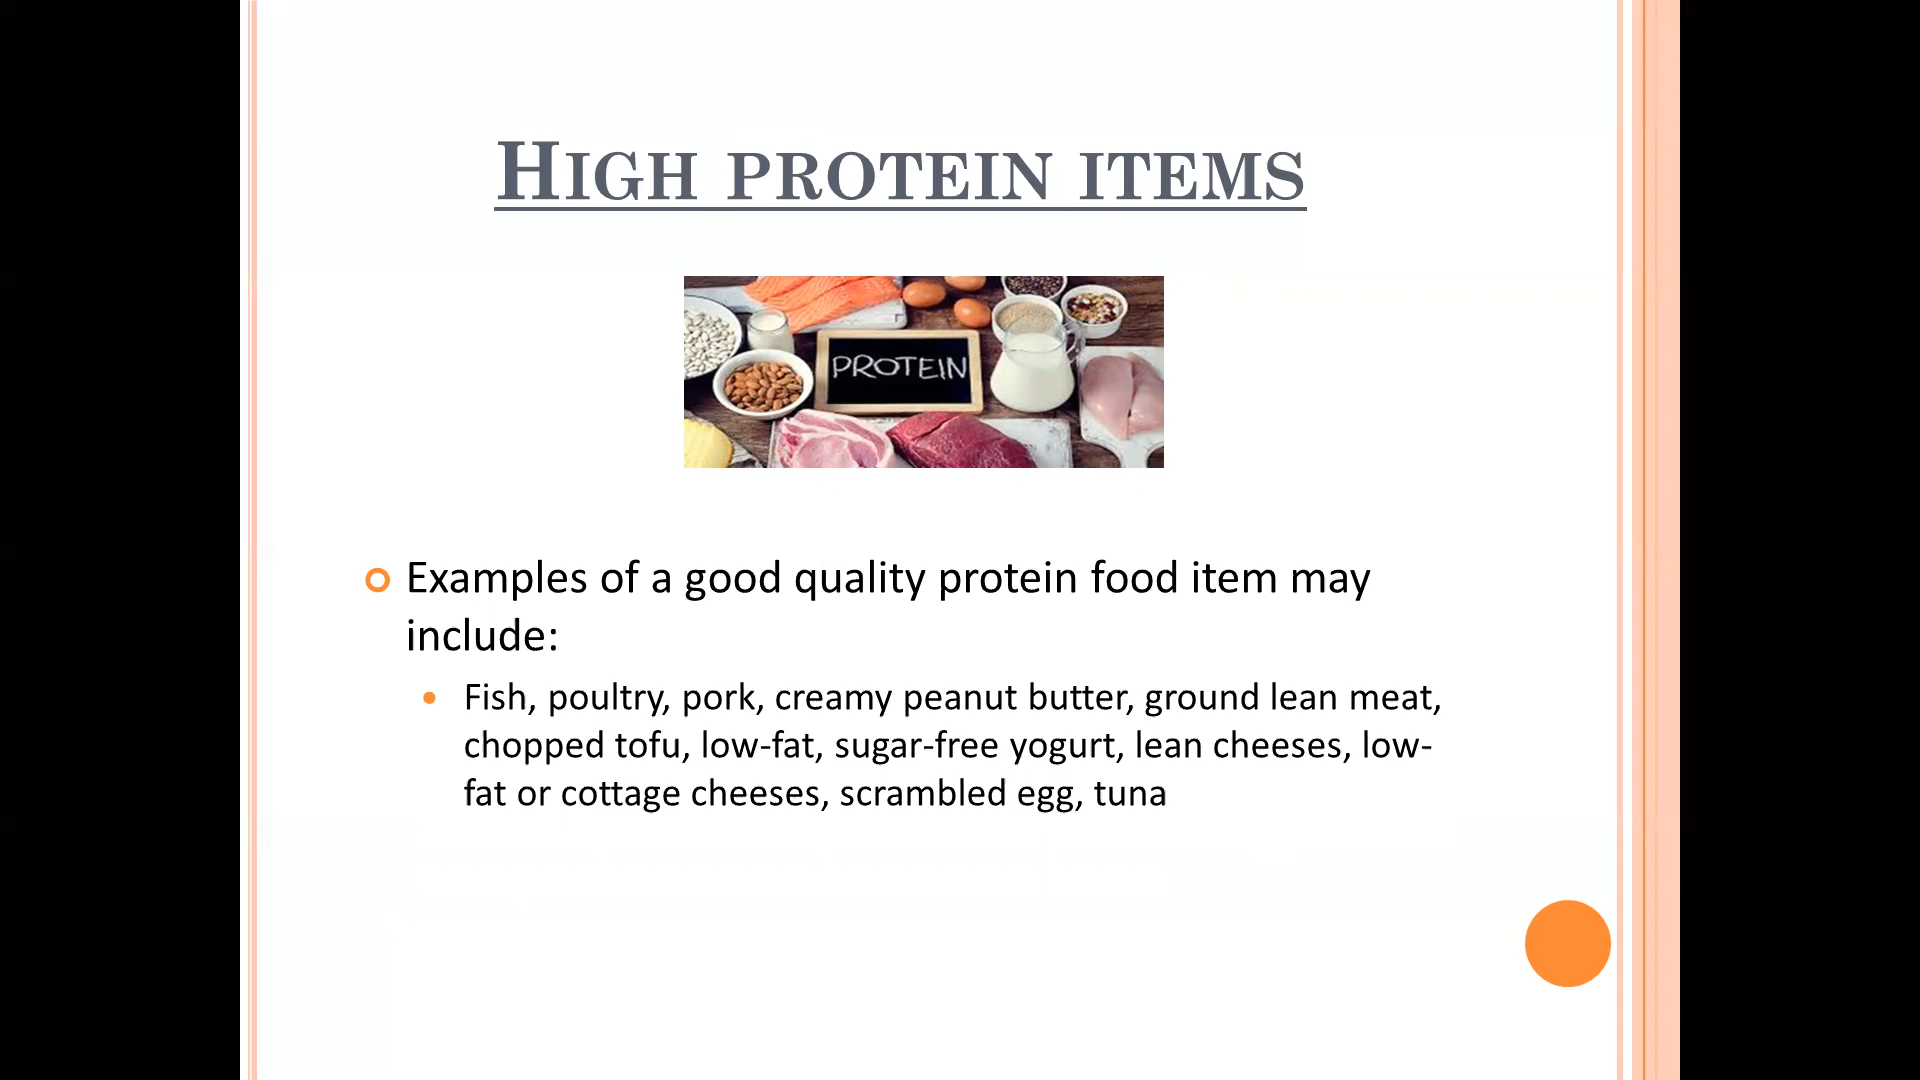 HIGH PROTEIN ITEMS
PROTEIN
Examples of a good quality protein food item may
include:
Fish, poultry, pork, creamy peanut butter, ground lean meat,
chopped tofu, low-fat, sugar-free yogurt, lean cheeses, low-
fat or cottage cheeses, scrambled egg, tuna